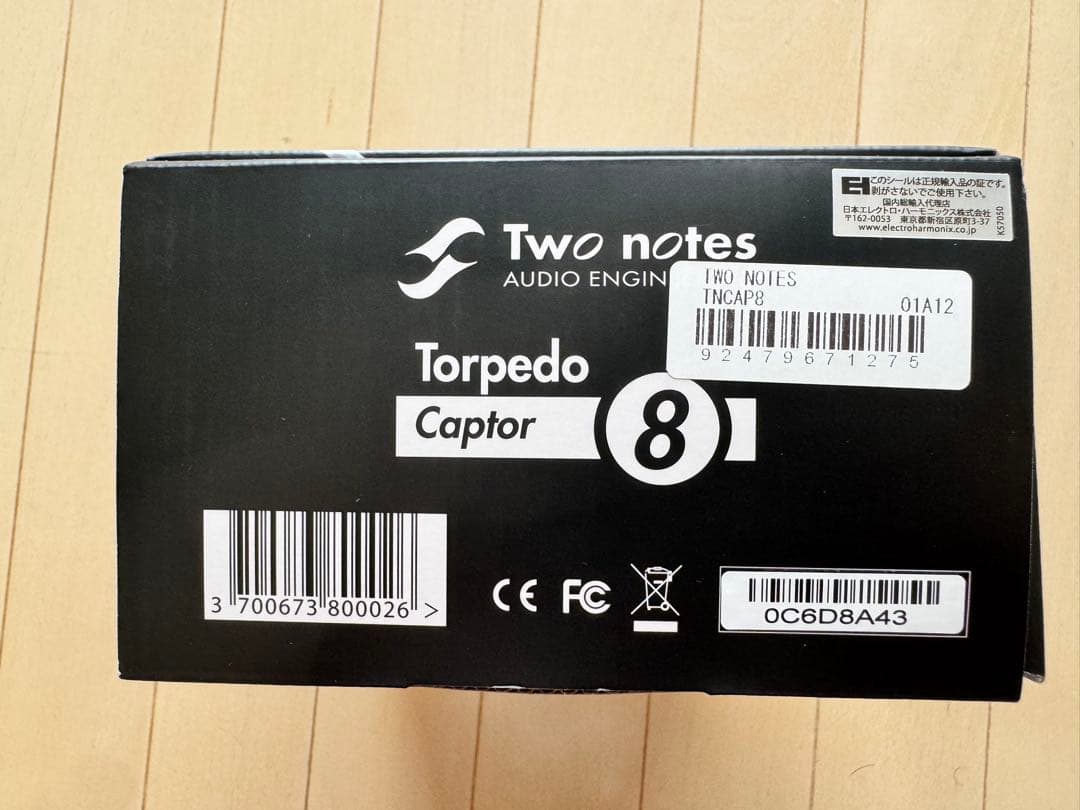 EH このシールは正規輸入品の証です。
剥がさないでご使用下さい。
国内総輸入代理店
日本エレクトロ・ハーモニックス株式会社
〒162-0053 東京都新宿区原町3-37
www.electroharmonix.co.jp
K57050
Two notes
AUDIO ENGIN
TWO NOTES
TNCAP8
01A12
92479671275
Torpedo
Captor 8
3 700673 800026 >
CE FC
0C6D8A43